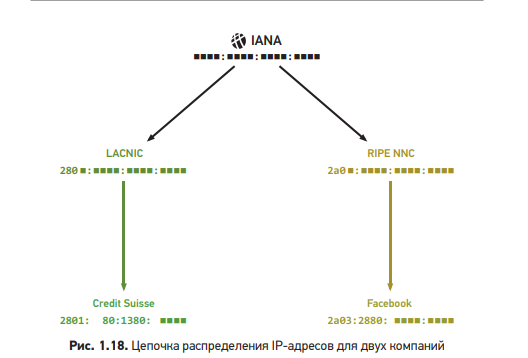 IANA
■■■■:■■■■:■■■■:■■■■
LACNIC
280■:■■■■:■■■■:■■■■
RIPE NNC
2a0■:■■■■:■■■■:■■■■
Credit Suisse
2801: 80:1380: ■■■■
Facebook
2a03:2880: ■■■■:■■■■
Рис. 1.18. Цепочка распределения IP-адресов для двух компаний